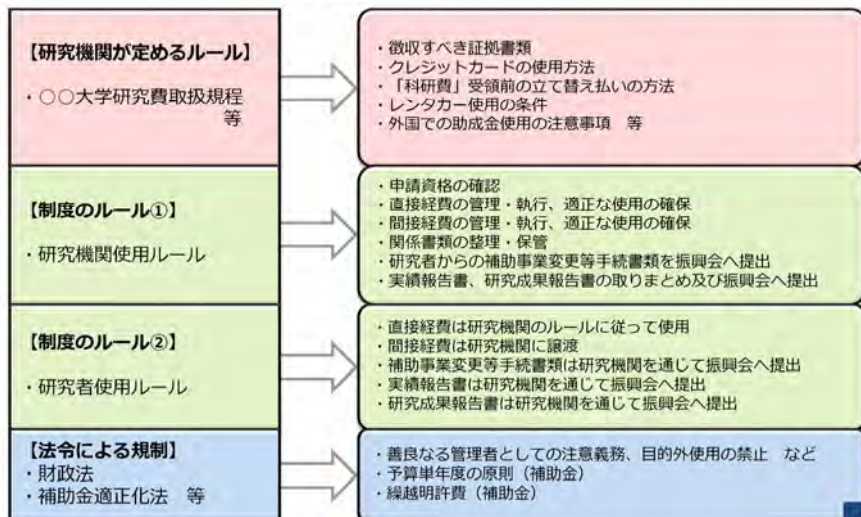 【研究機関が定めるルール】
・○○大学研究費取扱規程
等
・徴収すべき証拠書類
・クレジットカードの使用方法
・「科研費」受領前の立て替え払いの方法
・レンタカー使用の条件
・外国での助成金使用の注意事項　等
【制度のルール①】
・研究機関使用ルール
・申請資格の確認
・直接経費の管理・執行、適正な使用の確保
・間接経費の管理・執行、適正な使用の確保
・関係書類の整理・保管
・研究者からの補助事業変更等手続書類を振興会へ提出
・実績報告書、研究成果報告書の取りまとめ及び振興会へ提出
【制度のルール②】
・研究者使用ルール
・直接経費は研究機関のルールに従って使用
・間接経費は研究機関に譲渡
・補助事業変更等手続書類は研究機関を通じて振興会へ提出
・実績報告書は研究機関を通じて振興会へ提出
・研究成果報告書は研究機関を通じて振興会へ提出
【法令による規制】
・財政法
・補助金適正化法　等
・善良なる管理者としての注意義務、目的外使用の禁止　など
・予算単年度の原則（補助金）
・繰越明許費（補助金）